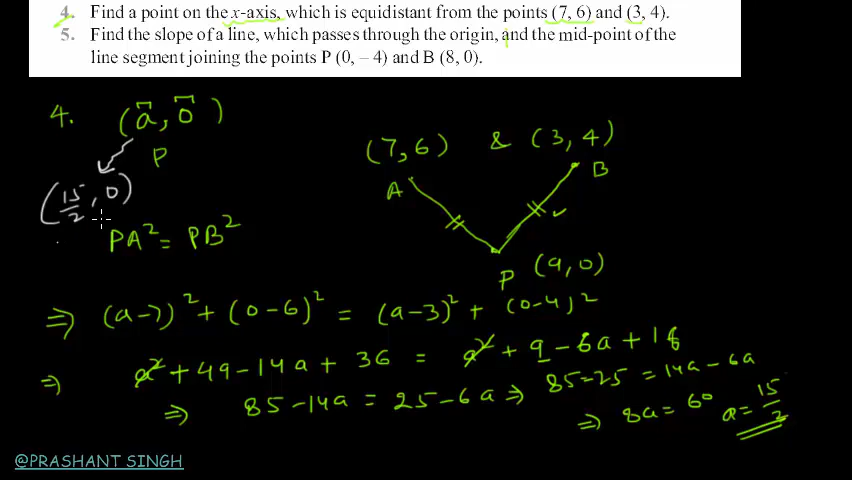 4. Find a point on the x-axis, which is equidistant from the points (7, 6) and (3, 4).
5. Find the slope of a line, which passes through the origin, and the mid-point of the
line segment joining the points P (0, – 4) and B (8, 0).
4. (a, 0)
P
(15/2, 0)
(7, 6) & (3, 4)
A B
P (a, 0)
PA² = PB²
⇒ (a-7)² + (0-6)² = (a-3)² + (0-4)²
⇒ a² + 49 - 14a + 36 = a² + 9 - 6a + 16
⇒ 85 - 14a = 25 - 6a ⇒ 85 - 25 = 14a - 6a
⇒ 8a = 60 a = 15/2
@PRASHANT SINGH